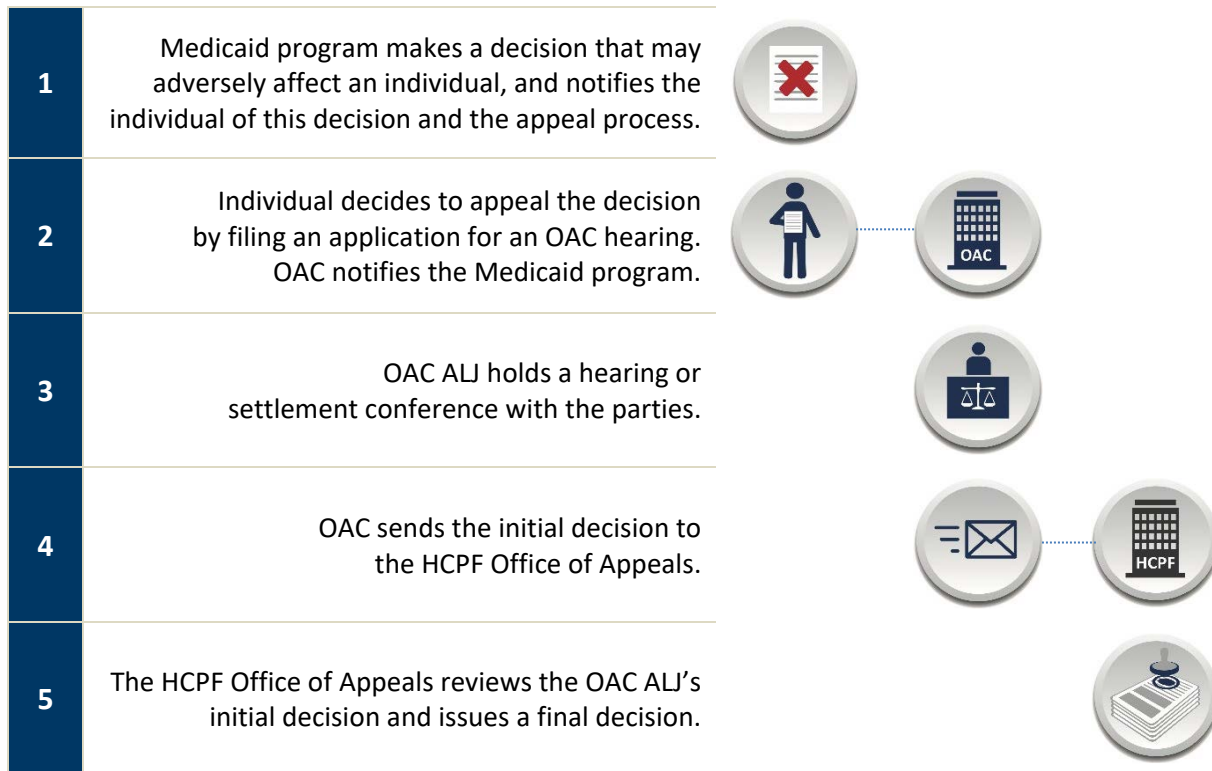 1
Medicaid program makes a decision that may
adversely affect an individual, and notifies the
individual of this decision and the appeal process.
2
Individual decides to appeal the decision
by filing an application for an OAC hearing.
OAC notifies the Medicaid program.
OAC
3
OAC ALJ holds a hearing or
settlement conference with the parties.
4
OAC sends the initial decision to
the HCPF Office of Appeals.
HCPF
5
The HCPF Office of Appeals reviews the OAC ALJ’s
initial decision and issues a final decision.